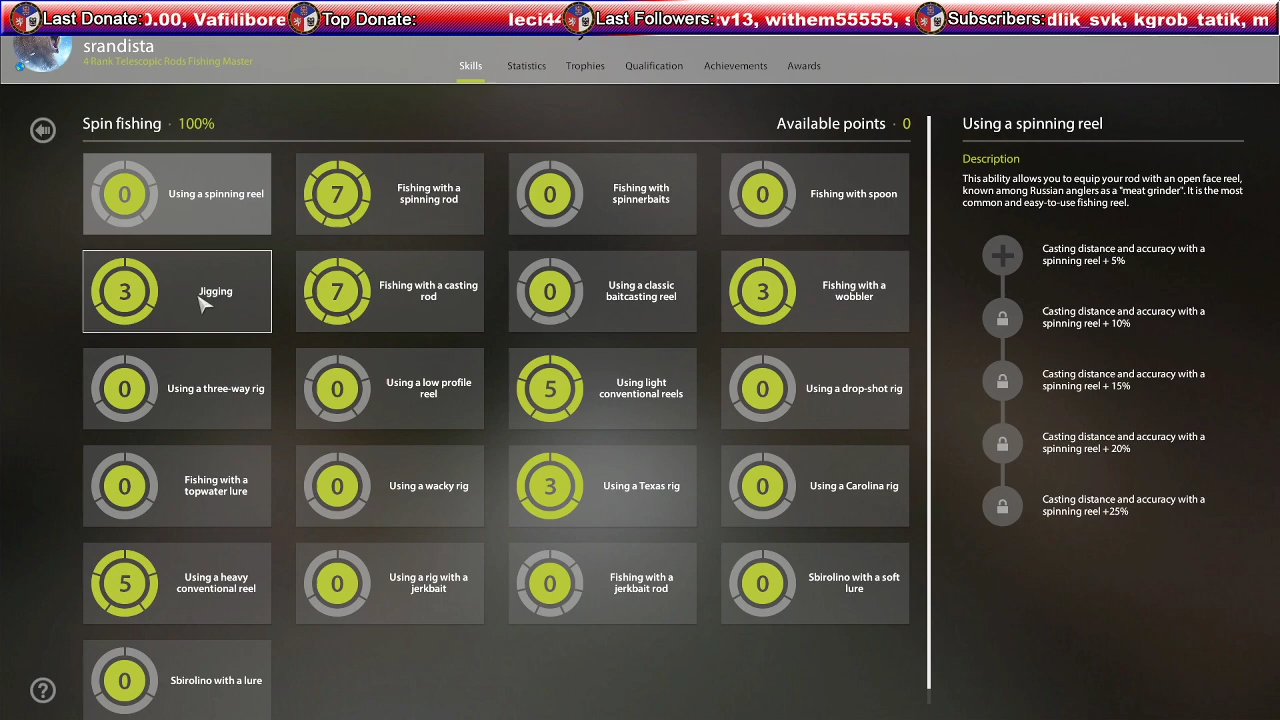 Last Donate: 0.00, Vafilibore
Top Donate: leci44
Last Followers: v13, withem55555, s
Subscribers: dlik_svk, kgrob_tatik, m
srandista
4 Rank Telescopic Rods Fishing Master
Skills
Statistics
Trophies
Qualification
Achievements
Awards
Spin fishing · 100%
Available points · 0
0
Using a spinning reel
7
Fishing with a
spinning rod
0
Fishing with
spinnerbaits
0
Fishing with spoon
3
Jigging
7
Fishing with a casting
rod
0
Using a classic
baitcasting reel
3
Fishing with a
wobbler
0
Using a three-way rig
0
Using a low profile
reel
5
Using light
conventional reels
0
Using a drop-shot rig
0
Fishing with a
topwater lure
0
Using a wacky rig
3
Using a Texas rig
0
Using a Carolina rig
5
Using a heavy
conventional reel
0
Using a rig with a
jerkbait
0
Fishing with a
jerkbait rod
0
Sbirolino with a soft
lure
0
Sbirolino with a lure
?
Using a spinning reel
Description
This ability allows you to equip your rod with an open face reel,
known among Russian anglers as a "meat grinder". It is the most
common and easy-to-use fishing reel.
Casting distance and accuracy with a
spinning reel + 5%
Casting distance and accuracy with a
spinning reel + 10%
Casting distance and accuracy with a
spinning reel + 15%
Casting distance and accuracy with a
spinning reel + 20%
Casting distance and accuracy with a
spinning reel +25%